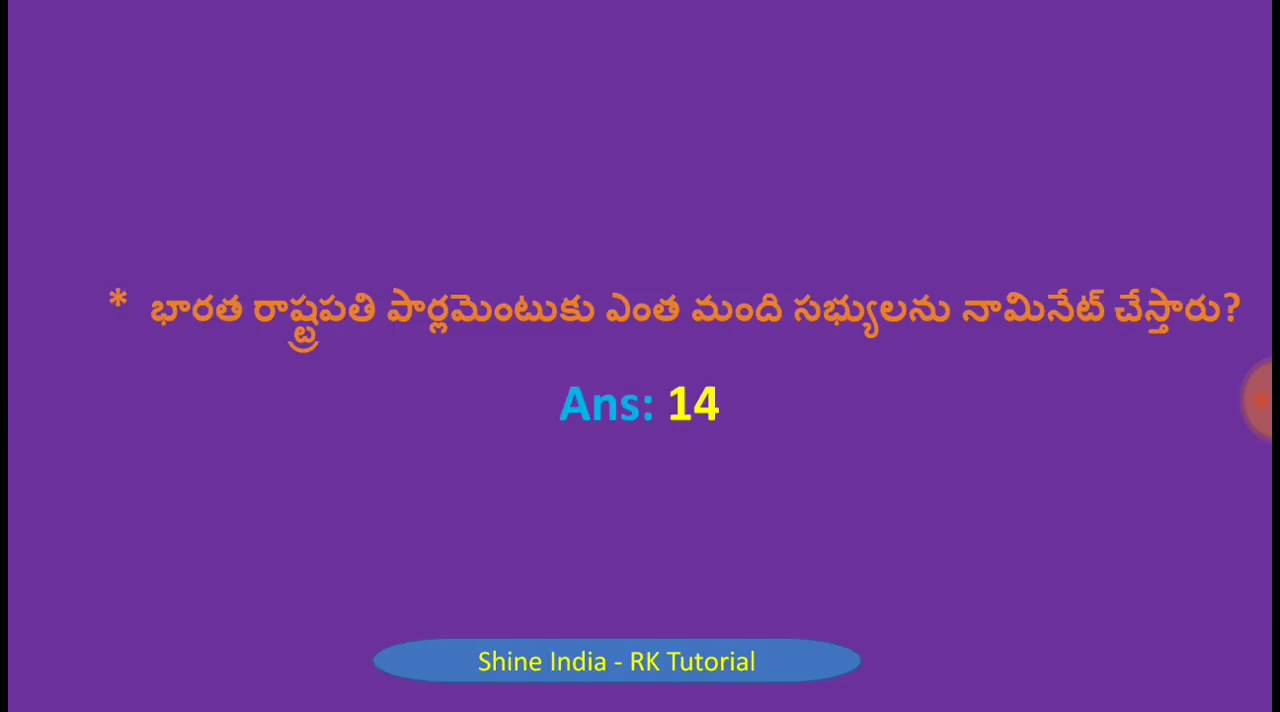 * భారత రాష్ట్రపతి పార్లమెంటుకు ఎంత మంది సభ్యులను నామినేట్ చేస్తారు?
Ans: 14
Shine India - RK Tutorial